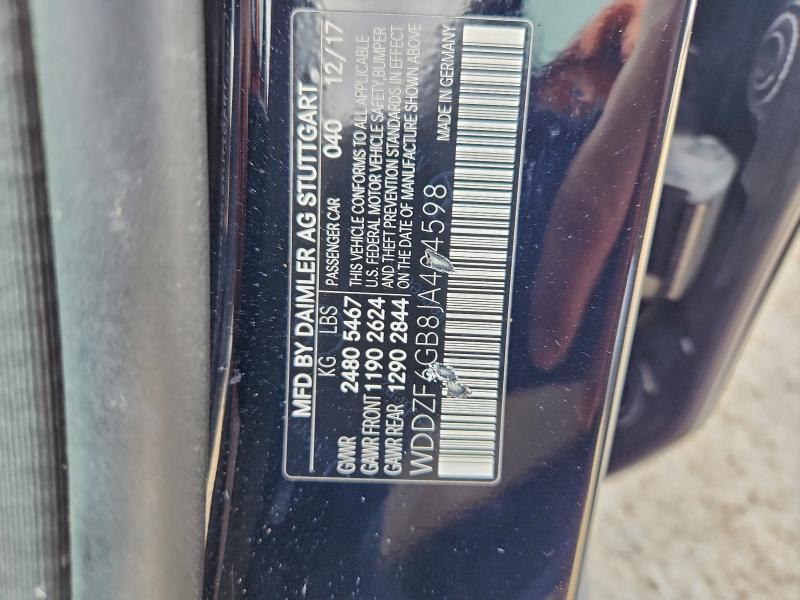 MFD BY DAIMLER AG STUTTGART
KG LBS
GVWR 2480 5467
GAWR FRONT 1190 2624
GAWR REAR 1290 2844
040 12/17
PASSENGER CAR
THIS VEHICLE CONFORMS TO ALL APPLICABLE
U.S. FEDERAL MOTOR VEHICLE SAFETY,BUMPER
AND THEFT PREVENTION STANDARDS IN EFFECT
ON THE DATE OF MANUFACTURE SHOWN ABOVE
WDDZF6GB8JA404598
MADE IN GERMANY